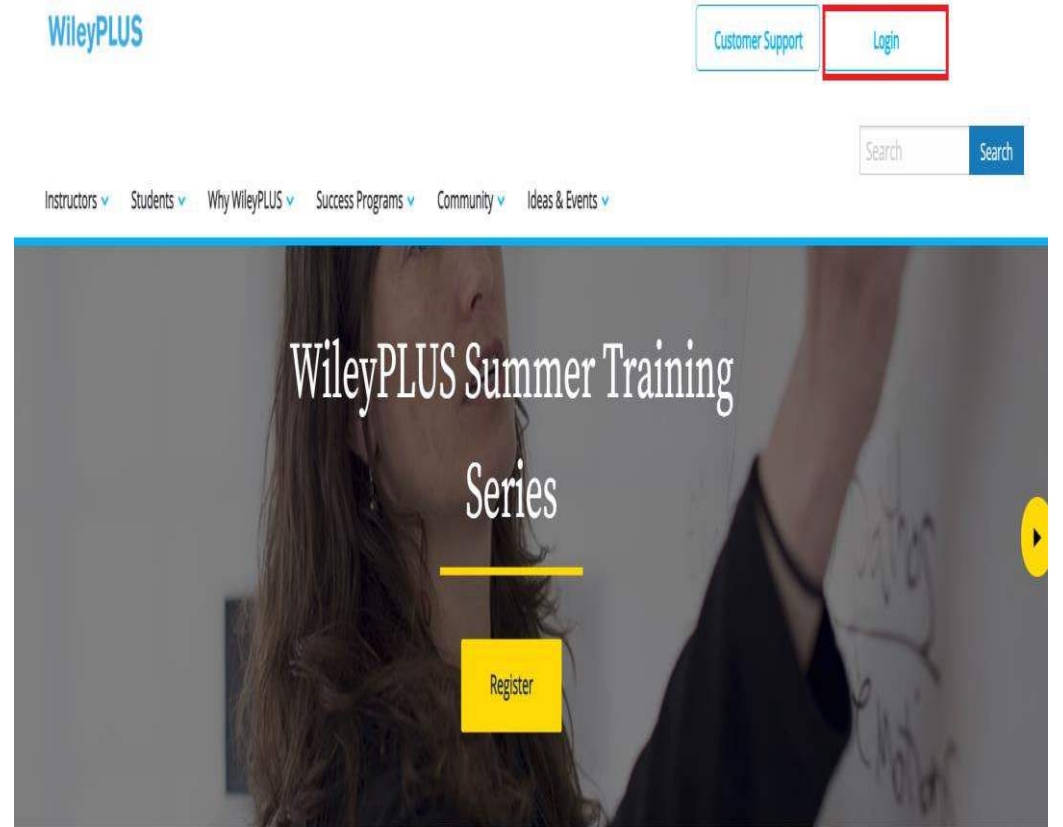 WileyPLUS
Customer Support
Login
Search
Search
Instructors
Students
Why WileyPLUS
Success Programs
Community
Ideas & Events
WileyPLUS Summer Training
Series
Register